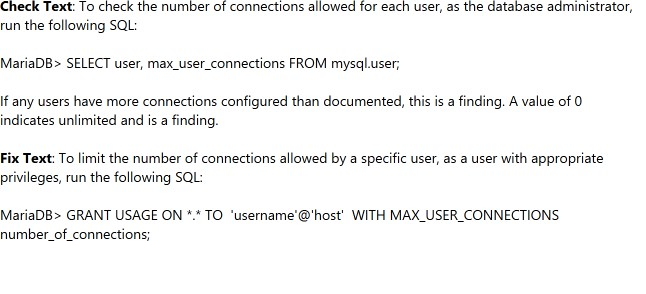 Check Text: To check the number of connections allowed for each user, as the database administrator,
run the following SQL:
MariaDB> SELECT user, max_user_connections FROM mysql.user;
If any users have more connections configured than documented, this is a finding. A value of 0
indicates unlimited and is a finding.
Fix Text: To limit the number of connections allowed by a specific user, as a user with appropriate
privileges, run the following SQL:
MariaDB> GRANT USAGE ON *.* TO  'username'@'host'  WITH MAX_USER_CONNECTIONS
number_of_connections;